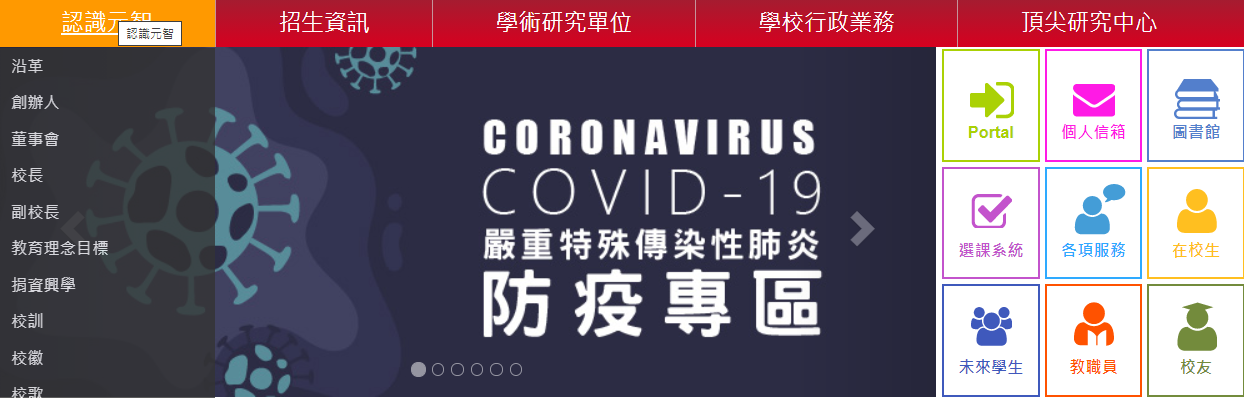 認識元智
招生資訊
學術研究單位
學校行政業務
頂尖研究中心
認識元智
沿革
創辦人
董事會
校長
副校長
教育理念目標
捐資興學
校訓
校徽
校歌
CORONAVIRUS
COVID-19
嚴重特殊傳染性肺炎
防疫專區
Portal
個人信箱
圖書館
選課系統
各項服務
在校生
未來學生
教職員
校友